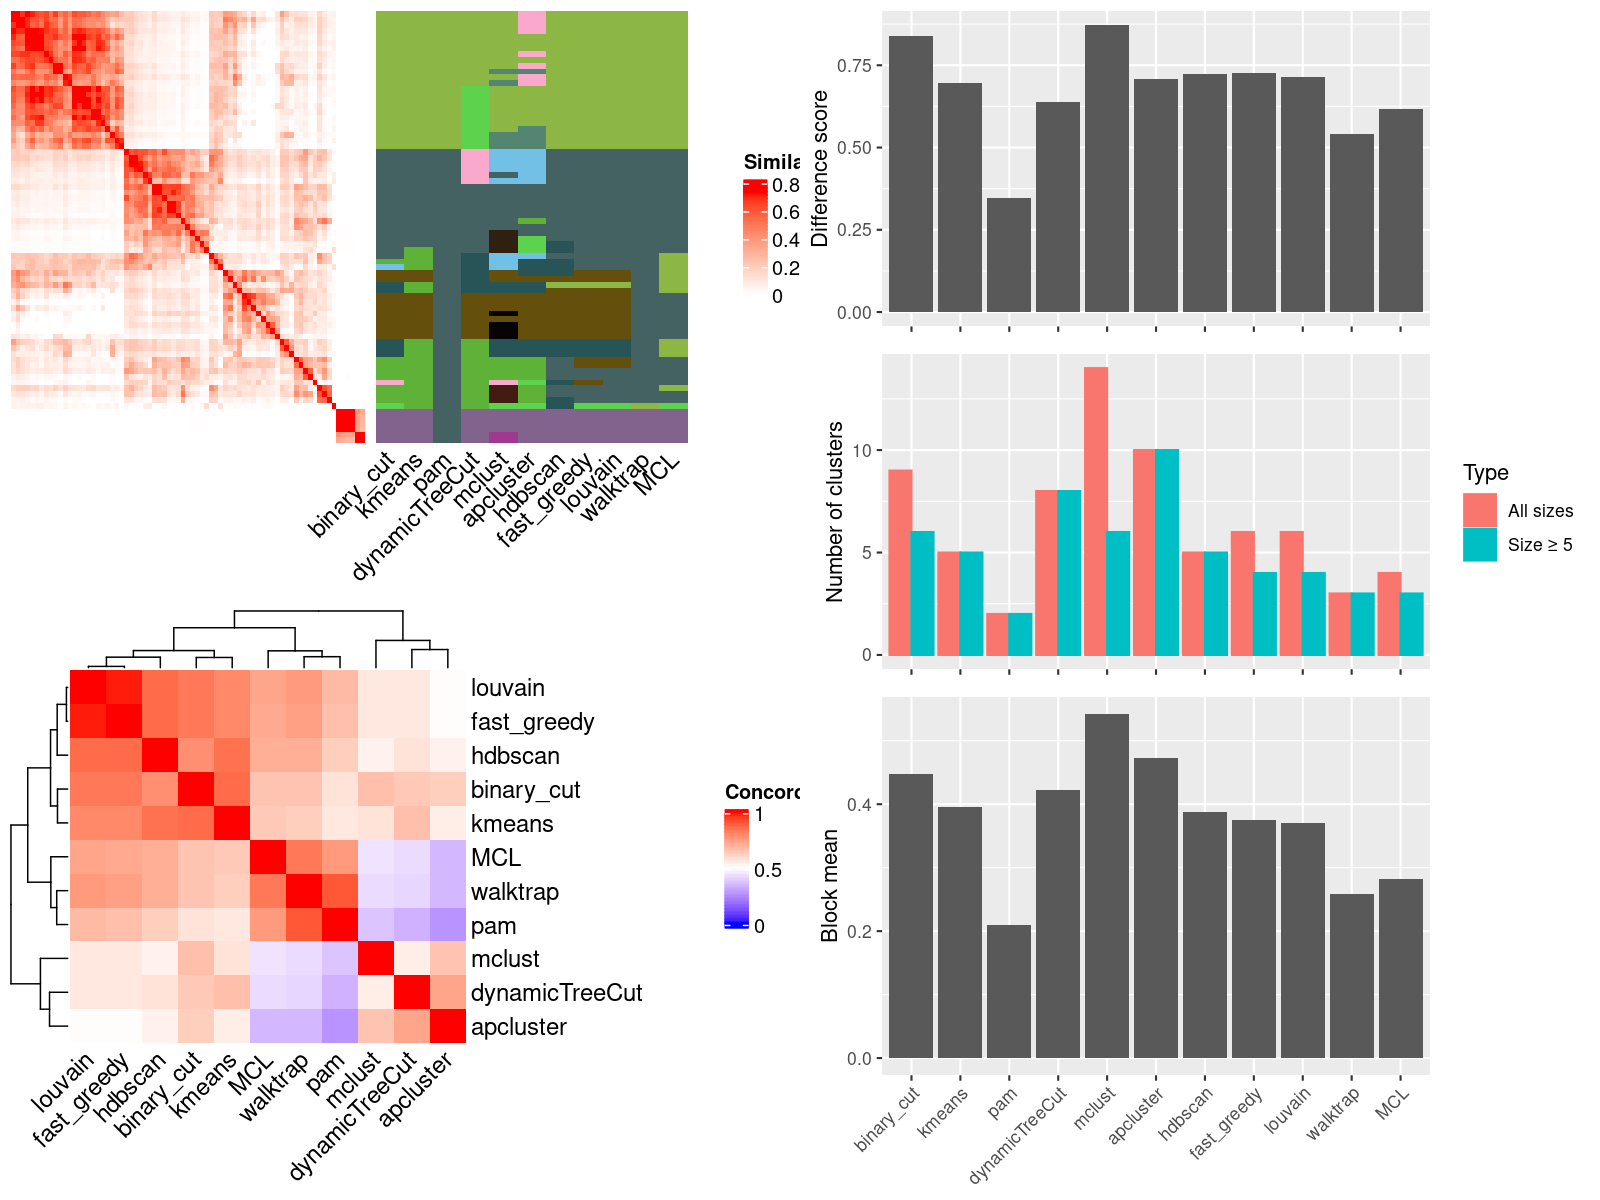 Simila
0.8
0.6
0.4
0.2
0
binary_cut
kmeans
pam
dynamicTreeCut
mclust
apcluster
hdbscan
fast_greedy
louvain
walktrap
MCL
louvain
fast_greedy
hdbscan
binary_cut
kmeans
MCL
walktrap
pam
mclust
dynamicTreeCut
apcluster
louvain
fast_greedy
hdbscan
binary_cut
kmeans
MCL
walktrap
pam
mclust
dynamicTreeCut
apcluster
Concord
1
0.5
0
Difference score
0.75
0.50
0.25
0.00
Number of clusters
10
5
0
Type
All sizes
Size ≥ 5
Block mean
0.4
0.2
0.0
binary_cut
kmeans
pam
dynamicTreeCut
mclust
apcluster
hdbscan
fast_greedy
louvain
walktrap
MCL